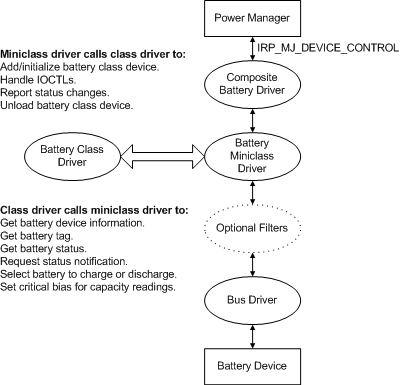 Power Manager
IRP_MJ_DEVICE_CONTROL
Miniclass driver calls class driver to:
Add/initialize battery class device.
Handle IOCTLs.
Report status changes.
Unload battery class device.
Composite
Battery Driver
Battery Class
Driver
Battery
Miniclass
Driver
Class driver calls miniclass driver to:
Get battery device information.
Get battery tag.
Get battery status.
Request status notification.
Select battery to charge or discharge.
Set critical bias for capacity readings.
Optional Filters
Bus Driver
Battery Device